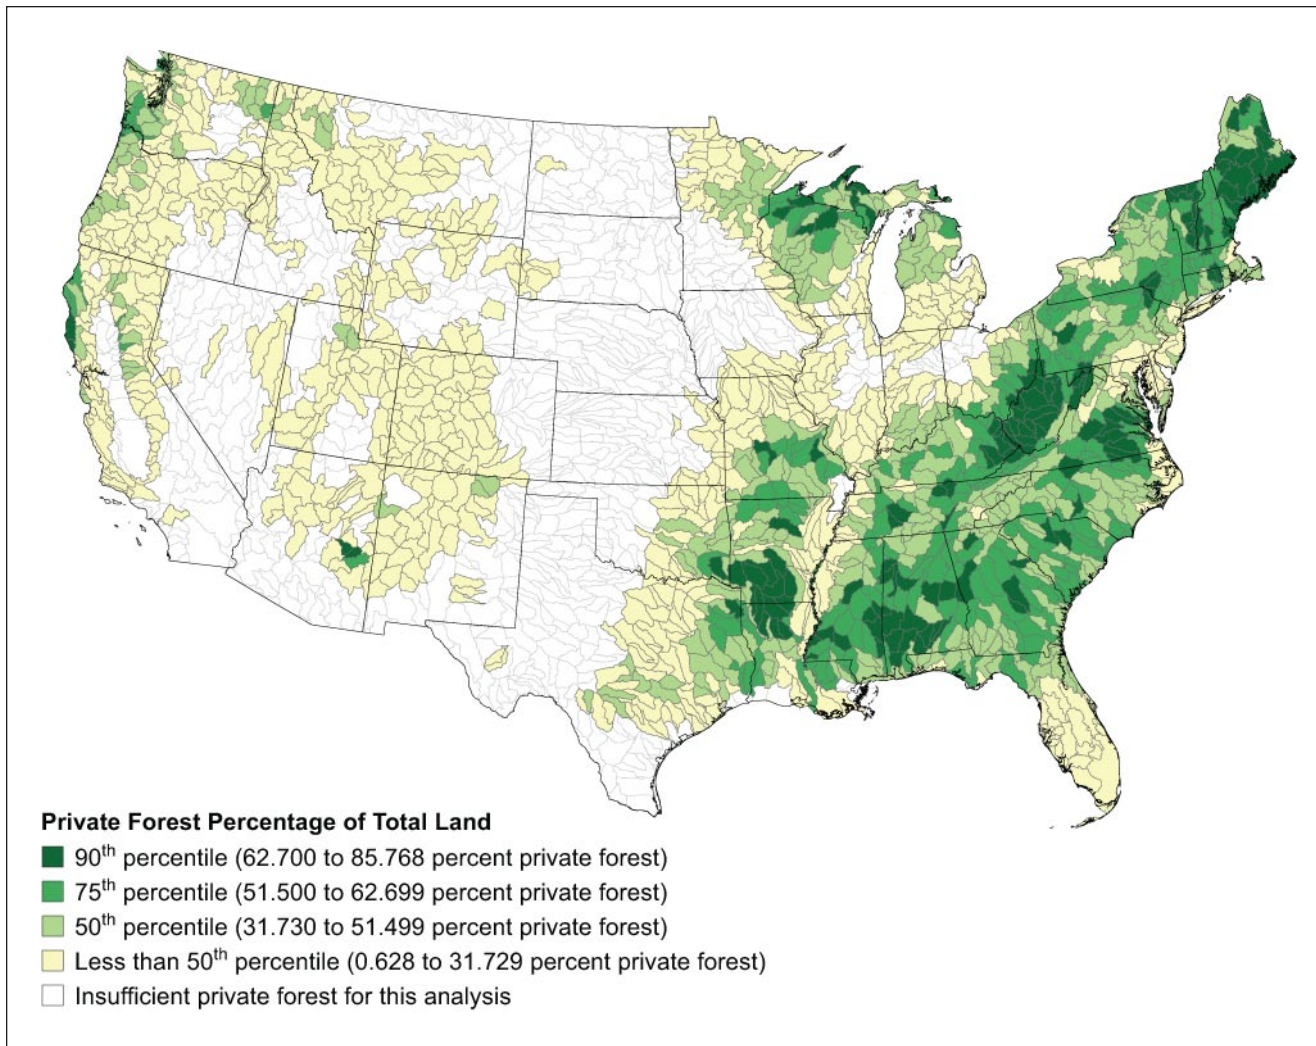 Private Forest Percentage of Total Land
90th percentile (62.700 to 85.768 percent private forest)
75th percentile (51.500 to 62.699 percent private forest)
50th percentile (31.730 to 51.499 percent private forest)
Less than 50th percentile (0.628 to 31.729 percent private forest)
Insufficient private forest for this analysis